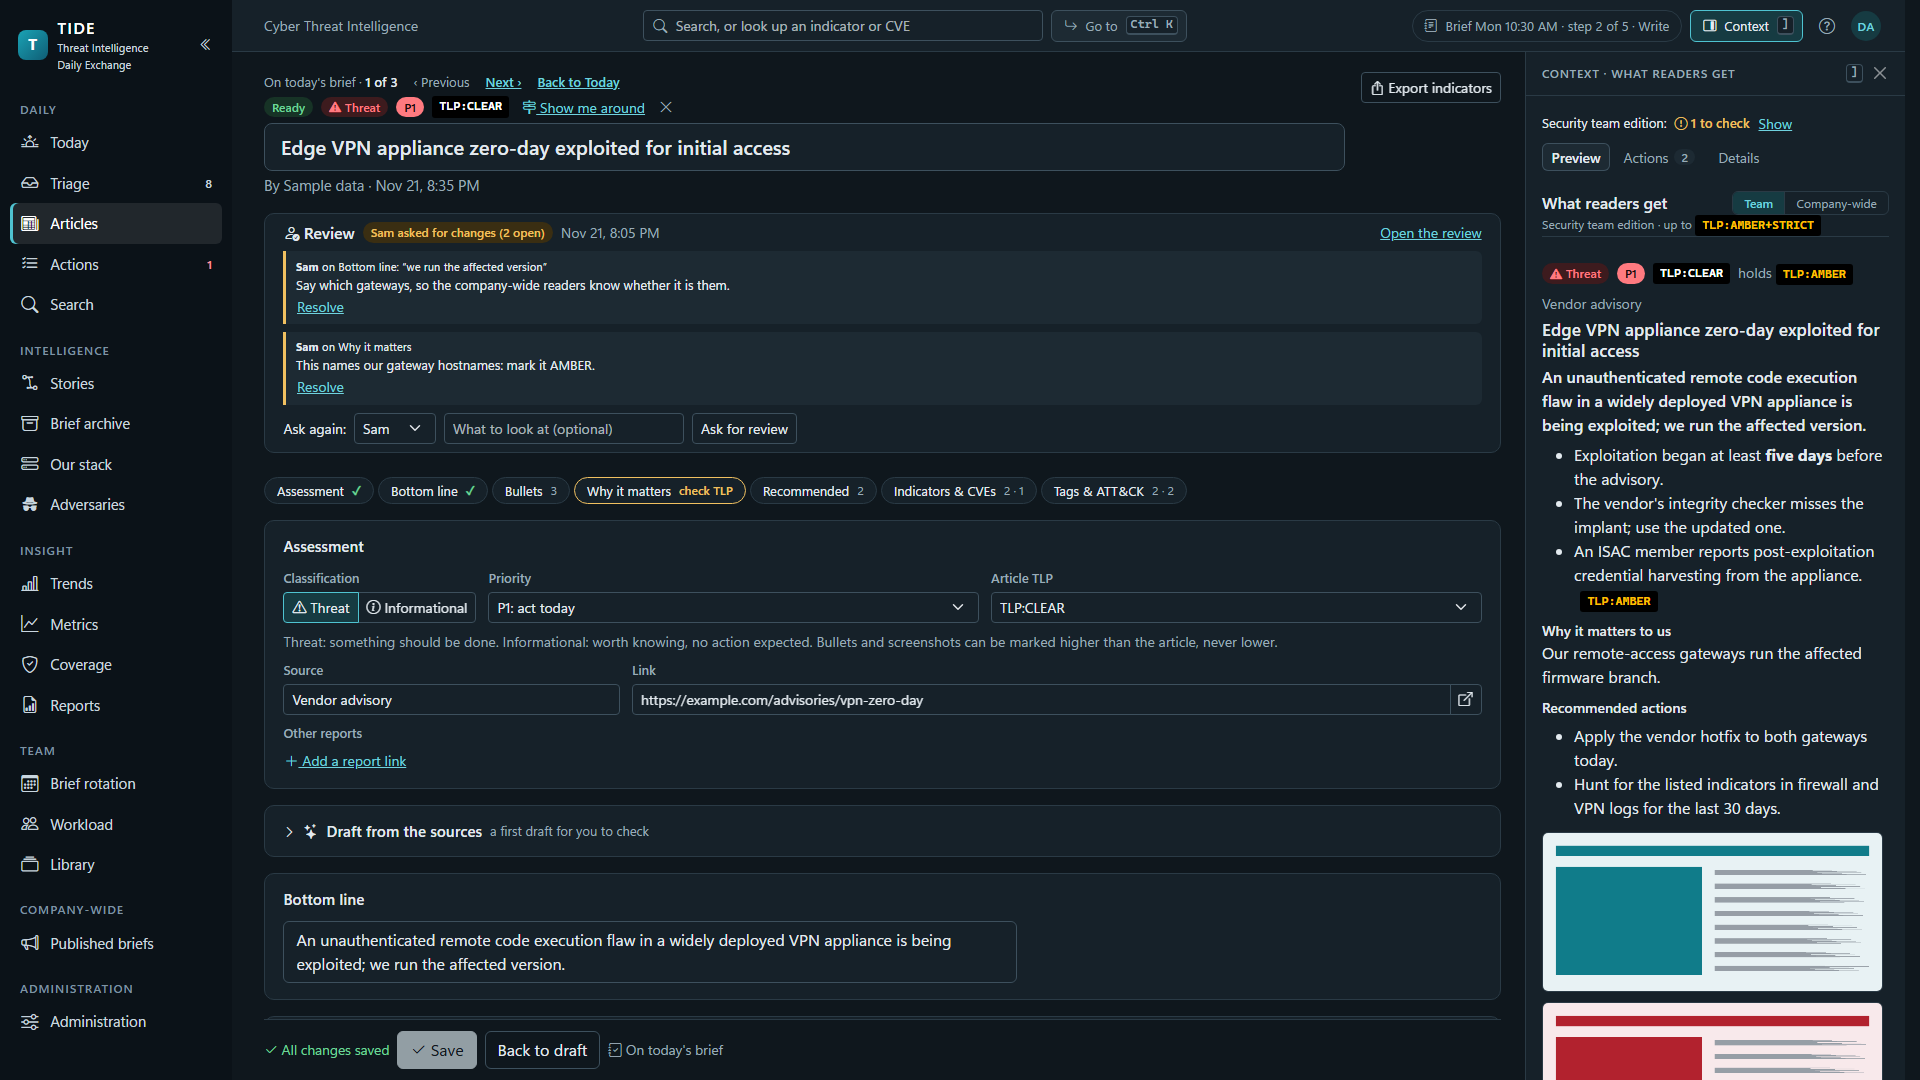 T
TIDE
Threat Intelligence
Daily Exchange
DAILY
Today
Triage 8
Articles
Actions 1
Search
INTELLIGENCE
Stories
Brief archive
Our stack
Adversaries
INSIGHT
Trends
Metrics
Coverage
Reports
TEAM
Brief rotation
Workload
Library
COMPANY-WIDE
Published briefs
ADMINISTRATION
Administration
Cyber Threat Intelligence
Search, or look up an indicator or CVE
Go to Ctrl K
Brief Mon 10:30 AM · step 2 of 5 · Write
Context ]
DA
On today's brief · 1 of 3 ‹ Previous Next › Back to Today
Export indicators
Ready Threat P1 TLP:CLEAR Show me around
Edge VPN appliance zero-day exploited for initial access
By Sample data · Nov 21, 8:35 PM
Review Sam asked for changes (2 open) Nov 21, 8:05 PM Open the review
Sam on Bottom line: “we run the affected version”
Say which gateways, so the company-wide readers know whether it is them.
Resolve
Sam on Why it matters
This names our gateway hostnames: mark it AMBER.
Resolve
Ask again: Sam What to look at (optional) Ask for review
Assessment Bottom line Bullets 3 Why it matters check TLP Recommended 2 Indicators & CVEs 2 · 1 Tags & ATT&CK 2 · 2
Assessment
Classification Priority Article TLP
Threat Informational P1: act today TLP:CLEAR
Threat: something should be done. Informational: worth knowing, no action expected. Bullets and screenshots can be marked higher than the article, never lower.
Source Link
Vendor advisory https://example.com/advisories/vpn-zero-day
Other reports
Add a report link
Draft from the sources a first draft for you to check
Bottom line
An unauthenticated remote code execution flaw in a widely deployed VPN appliance is being
exploited; we run the affected version.
All changes saved Save Back to draft On today's brief
CONTEXT · WHAT READERS GET ]
Security team edition: 1 to check Show
Preview Actions 2 Details
What readers get Team Company-wide
Security team edition · up to TLP:AMBER+STRICT
Threat P1 TLP:CLEAR holds TLP:AMBER
Vendor advisory
Edge VPN appliance zero-day exploited for
initial access
An unauthenticated remote code execution
flaw in a widely deployed VPN appliance is
being exploited; we run the affected version.
Exploitation began at least five days before
the advisory.
The vendor's integrity checker misses the
implant; use the updated one.
An ISAC member reports post-exploitation
credential harvesting from the appliance.
TLP:AMBER
Why it matters to us
Our remote-access gateways run the affected
firmware branch.
Recommended actions
Apply the vendor hotfix to both gateways
today.
Hunt for the listed indicators in firewall and
VPN logs for the last 30 days.